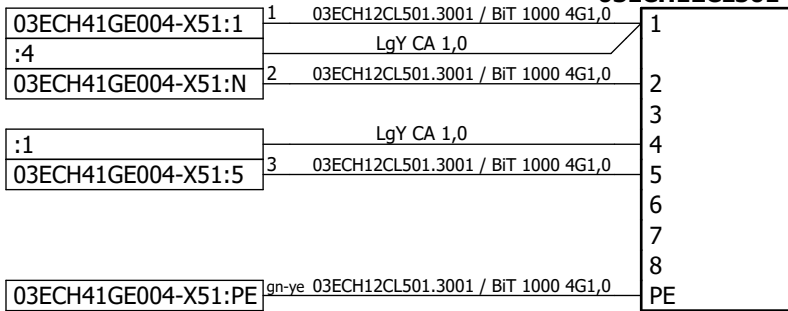 03ECH12CL501
03ECH41GE004-X51:1 1 03ECH12CL501.3001 / BiT 1000 4G1,0 1
:4 LgY CA 1,0
03ECH41GE004-X51:N 2 03ECH12CL501.3001 / BiT 1000 4G1,0 2
3
:1 LgY CA 1,0 4
03ECH41GE004-X51:5 3 03ECH12CL501.3001 / BiT 1000 4G1,0 5
6
7
8
03ECH41GE004-X51:PE gn-ye 03ECH12CL501.3001 / BiT 1000 4G1,0 PE